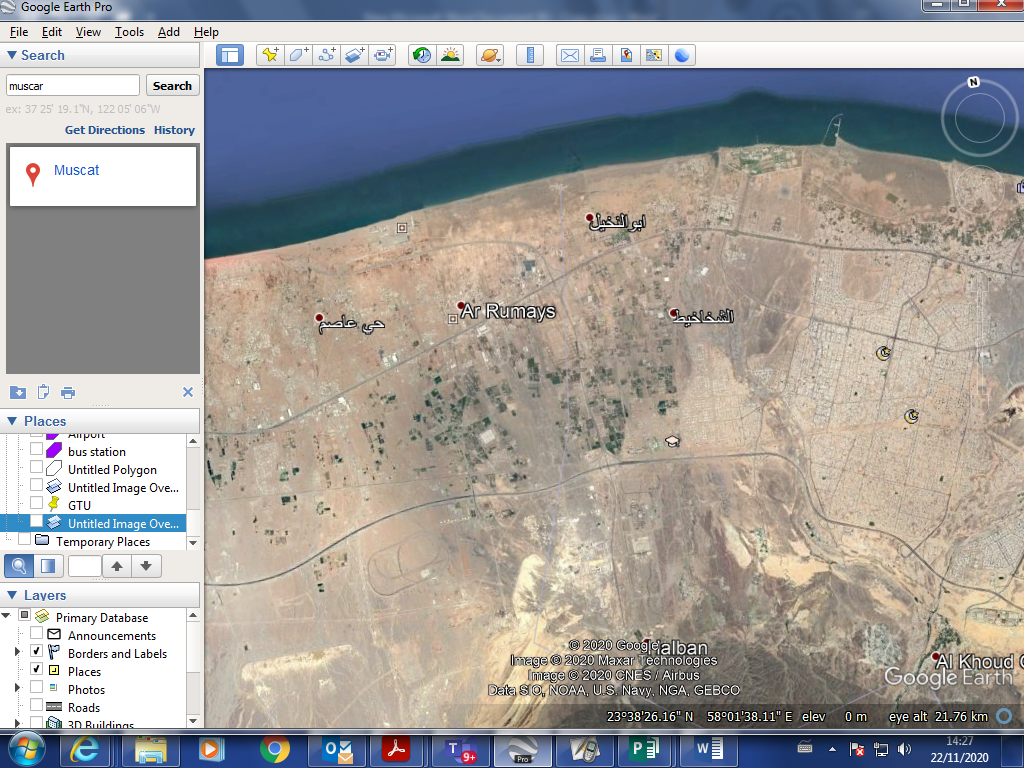 Google Earth Pro
File Edit View Tools Add Help
Search
muscar
Search
ex: 37 25' 19.1"N, 122 05' 06"W
Get Directions History
Muscat
Places
Airport
bus station
Untitled Polygon
Untitled Image Ove...
GTU
Untitled Image Ove...
Temporary Places
Layers
Primary Database
Announcements
Borders and Labels
Places
Photos
Roads
3D Buildings
N
ابو النخيل
Ar Rumays
حي عاصم
الشخاخيط
Halban
Al Khoud
© 2020 Google
Image © 2020 Maxar Technologies
Image © 2020 CNES / Airbus
Data SIO, NOAA, U.S. Navy, NGA, GEBCO
Google Earth
23°38'26.16" N 58°01'38.11" E elev 0 m eye alt 21.76 km
9+
Pro
14:27
22/11/2020